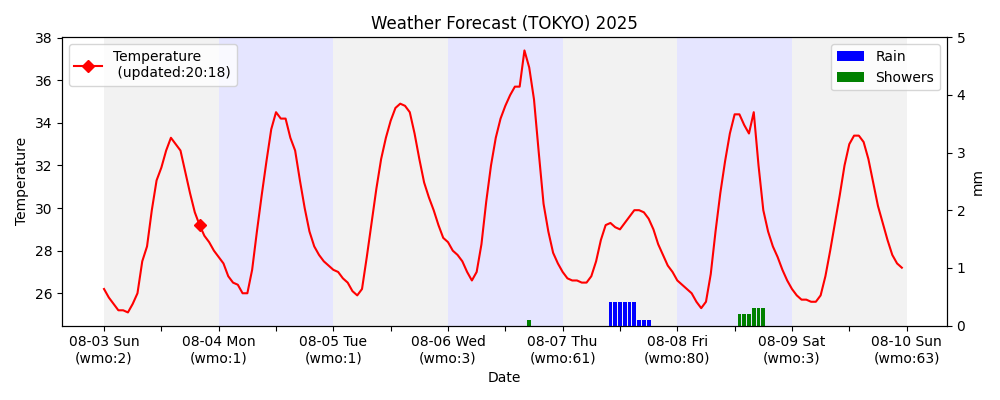 Weather Forecast (TOKYO) 2025
Temperature
(updated:20:18)
Rain
Showers
38
36
34
32
30
28
26
Temperature
5
4
3
2
1
0
mm
08-03 Sun
(wmo:2)
08-04 Mon
(wmo:1)
08-05 Tue
(wmo:1)
08-06 Wed
(wmo:3)
08-07 Thu
(wmo:61)
08-08 Fri
(wmo:80)
08-09 Sat
(wmo:3)
08-10 Sun
(wmo:63)
Date